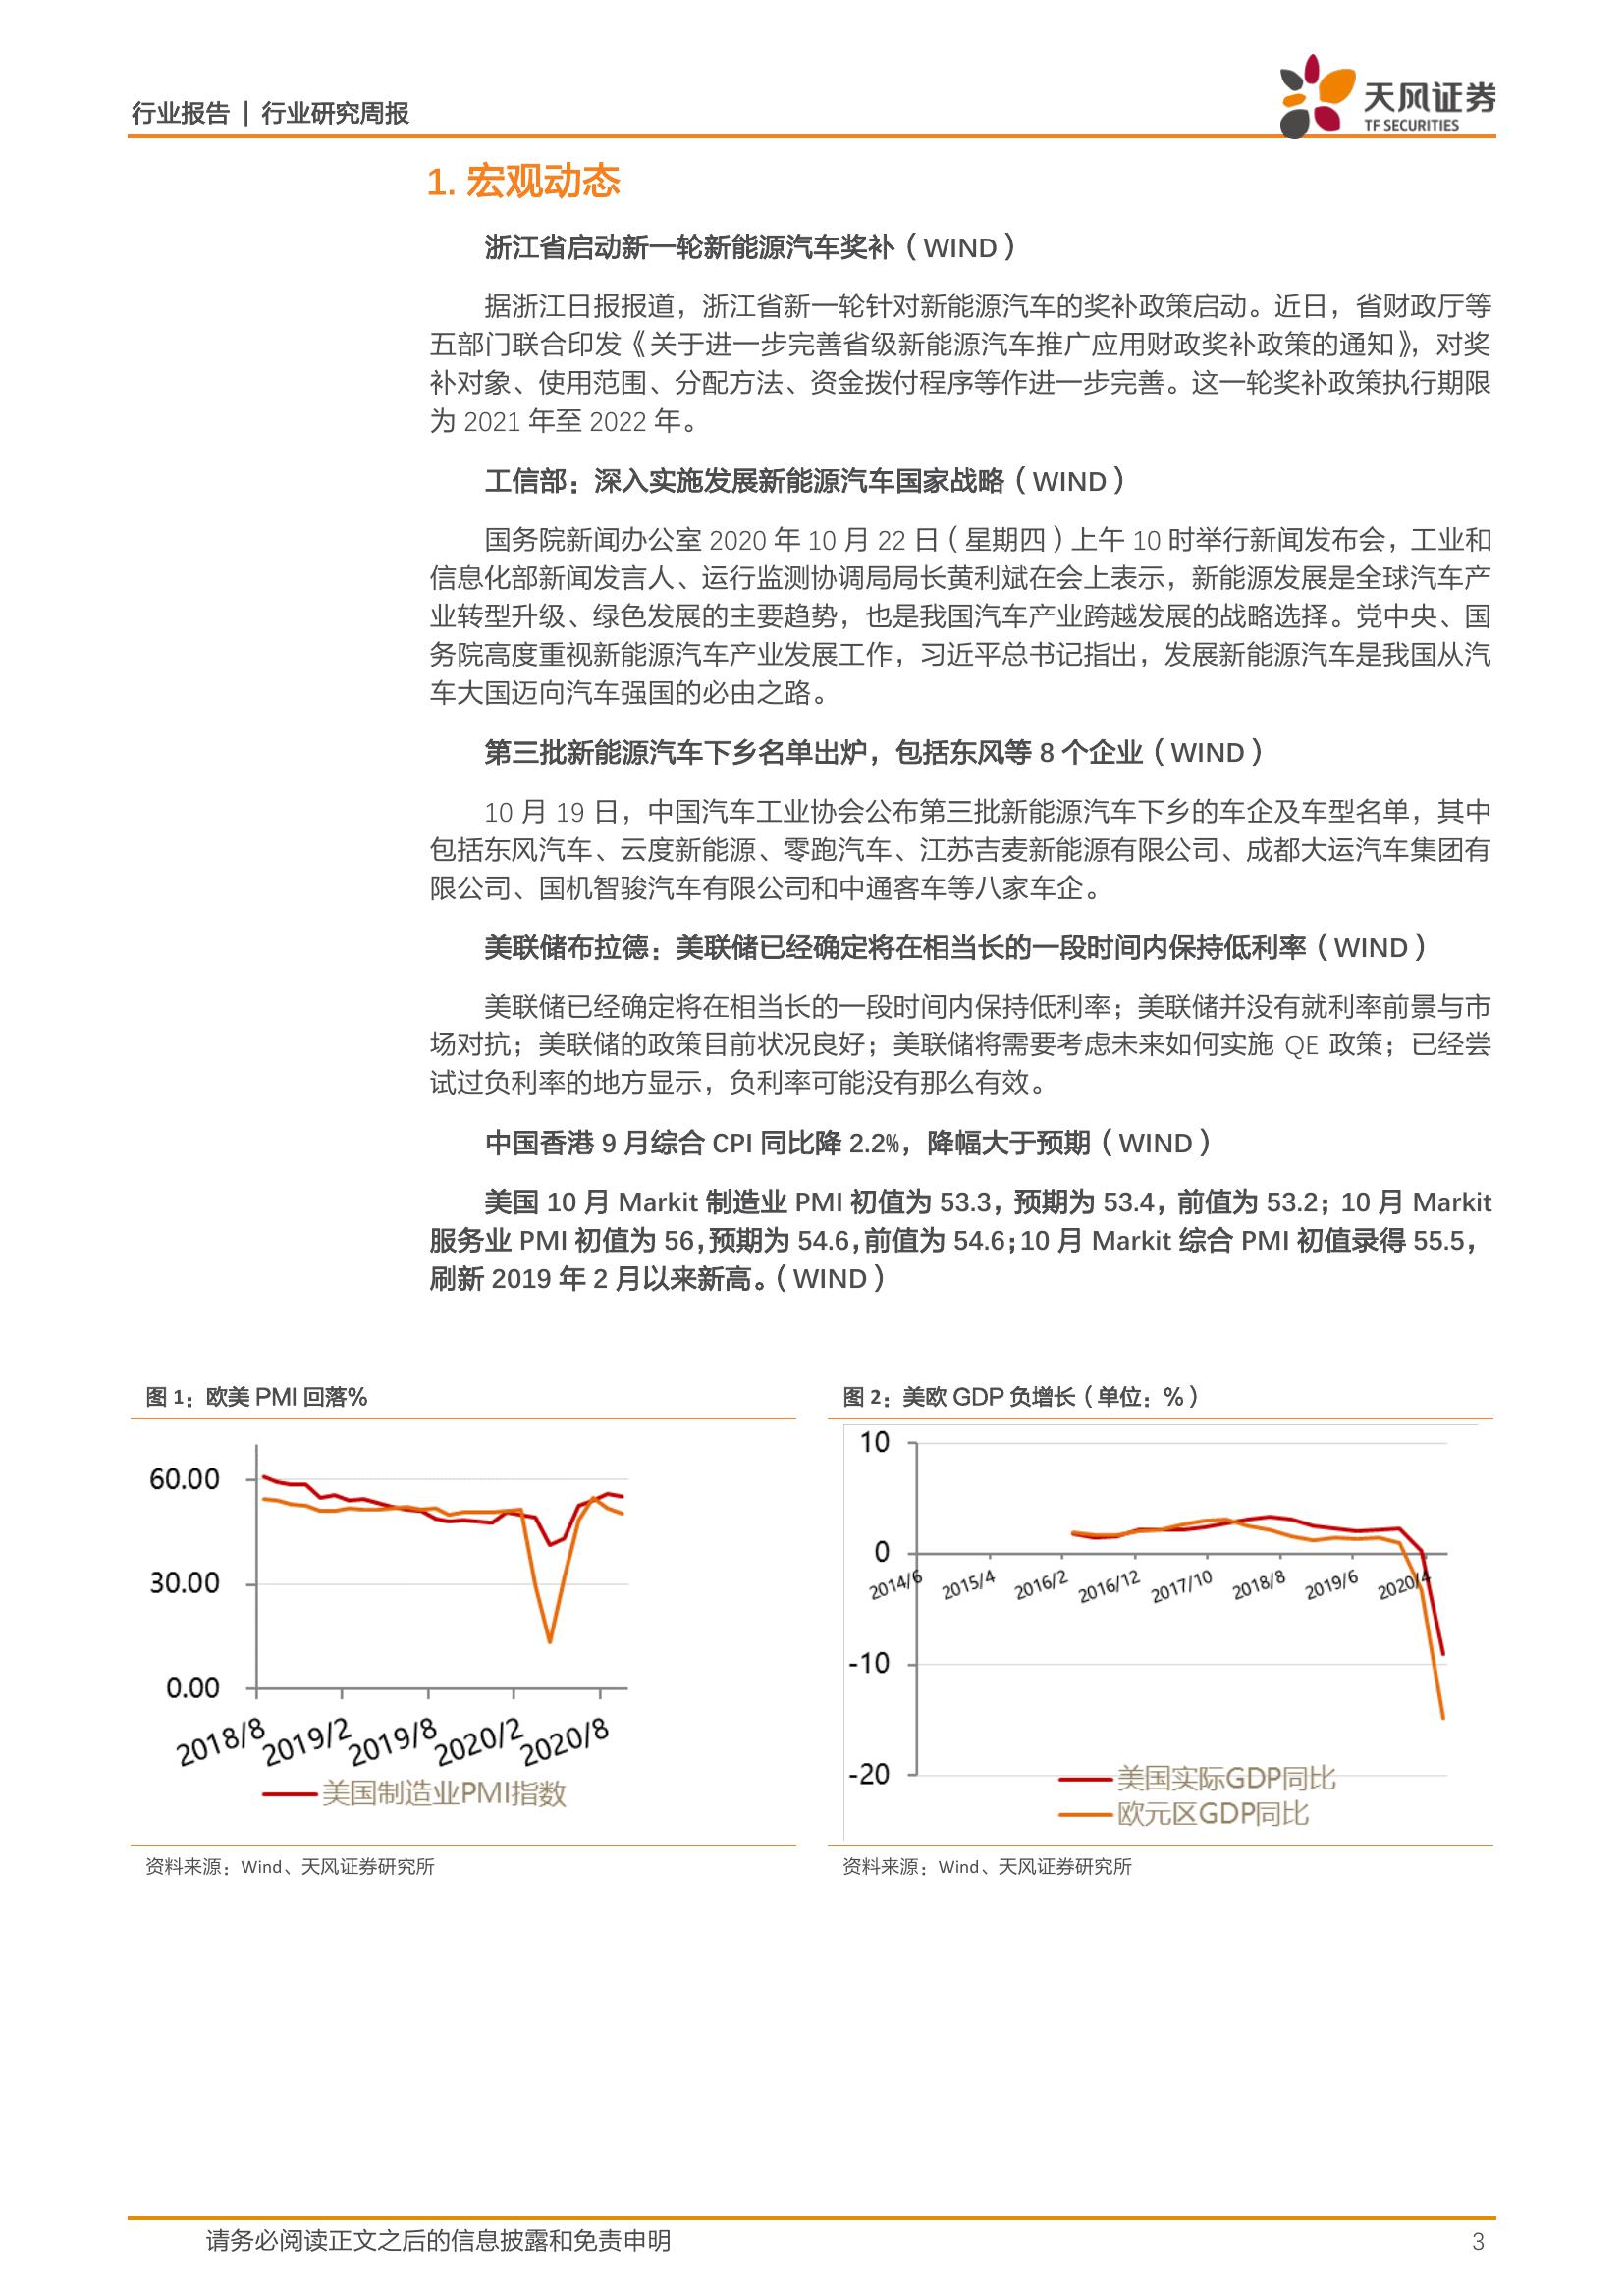 行业报告 | 行业研究周报
天风证券
TF SECURITIES
1. 宏观动态
浙江省启动新一轮新能源汽车奖补（WIND）
据浙江日报报道，浙江省新一轮针对新能源汽车的奖补政策启动。近日，省财政厅等
五部门联合印发《关于进一步完善省级新能源汽车推广应用财政奖补政策的通知》，对奖
补对象、使用范围、分配方法、资金拨付程序等作进一步完善。这一轮奖补政策执行期限
为 2021 年至 2022 年。
工信部：深入实施发展新能源汽车国家战略（WIND）
国务院新闻办公室 2020 年 10 月 22 日（星期四）上午 10 时举行新闻发布会，工业和
信息化部新闻发言人、运行监测协调局局长黄利斌在会上表示，新能源发展是全球汽车产
业转型升级、绿色发展的主要趋势，也是我国汽车产业跨越发展的战略选择。党中央、国
务院高度重视新能源汽车产业发展工作，习近平总书记指出，发展新能源汽车是我国从汽
车大国迈向汽车强国的必由之路。
第三批新能源汽车下乡名单出炉，包括东风等 8 个企业（WIND）
10 月 19 日，中国汽车工业协会公布第三批新能源汽车下乡的车企及车型名单，其中
包括东风汽车、云度新能源、零跑汽车、江苏吉麦新能源有限公司、成都大运汽车集团有
限公司、国机智骏汽车有限公司和中通客车等八家车企。
美联储布拉德：美联储已经确定将在相当长的一段时间内保持低利率（WIND）
美联储已经确定将在相当长的一段时间内保持低利率；美联储并没有就利率前景与市
场对抗；美联储的政策目前状况良好；美联储将需要考虑未来如何实施 QE 政策；已经尝
试过负利率的地方显示，负利率可能没有那么有效。
中国香港 9 月综合 CPI 同比降 2.2%，降幅大于预期（WIND）
美国 10 月 Markit 制造业 PMI 初值为 53.3，预期为 53.4，前值为 53.2；10 月 Markit
服务业 PMI 初值为 56，预期为 54.6，前值为 54.6；10 月 Markit 综合 PMI 初值录得 55.5，
刷新 2019 年 2 月以来新高。（WIND）
图 1：欧美 PMI 回落%
60.00
30.00
0.00
2018/8 2019/2 2019/8 2020/2 2020/8
美国制造业PMI指数
资料来源：Wind、天风证券研究所
图 2：美欧 GDP 负增长（单位：%）
10
0
2014/6 2015/4 2016/2 2016/12 2017/10 2018/8 2019/6 2020/4
-10
-20
美国实际GDP同比
欧元区GDP同比
资料来源：Wind、天风证券研究所
请务必阅读正文之后的信息披露和免责申明 3